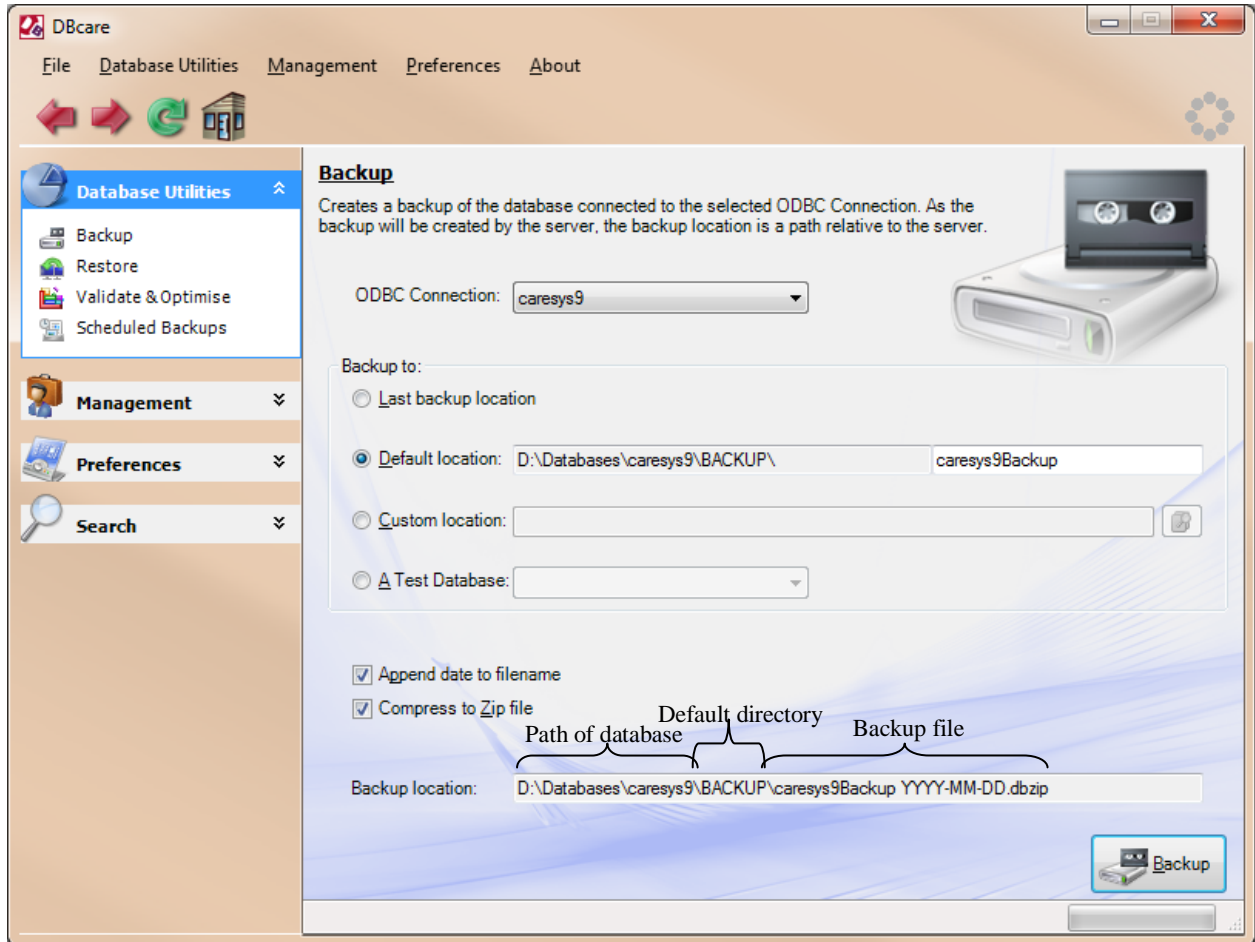 DBcare
File Database Utilities Management Preferences About
Database Utilities
Backup
Restore
Validate & Optimise
Scheduled Backups
Management
Preferences
Search
Backup
Creates a backup of the database connected to the selected ODBC Connection. As the
backup will be created by the server, the backup location is a path relative to the server.
ODBC Connection: caresys9
Backup to:
Last backup location
Default location: D:\Databases\caresys9\BACKUP\ caresys9Backup
Custom location:
A Test Database:
Append date to filename
Compress to Zip file
Path of database Default directory Backup file
Backup location: D:\Databases\caresys9\BACKUP\caresys9Backup YYYY-MM-DD.dbzip
Backup